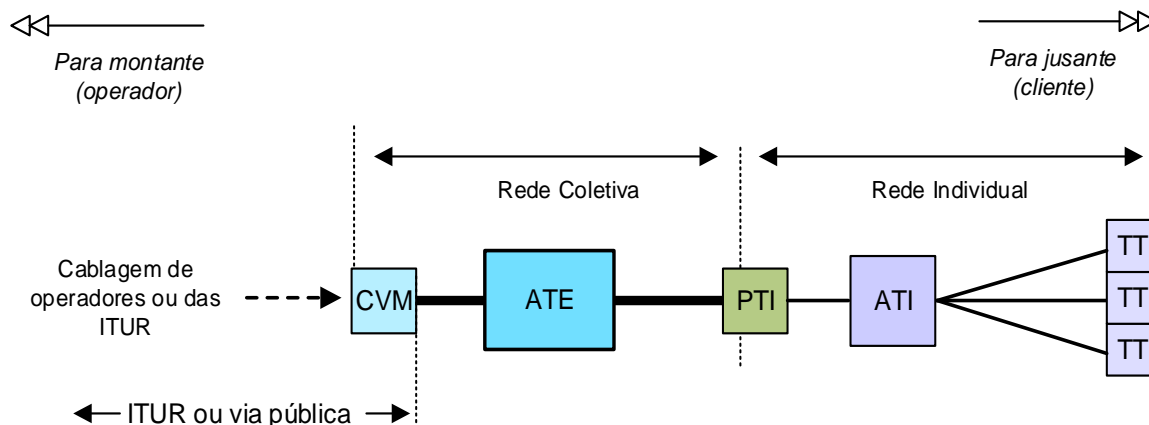 Para montante
(operador)
Para jusante
(cliente)
Rede Coletiva
Rede Individual
Cablagem de
operadores ou das
ITUR
CVM
ATE
PTI
ATI
TT
TT
TT
ITUR ou via pública